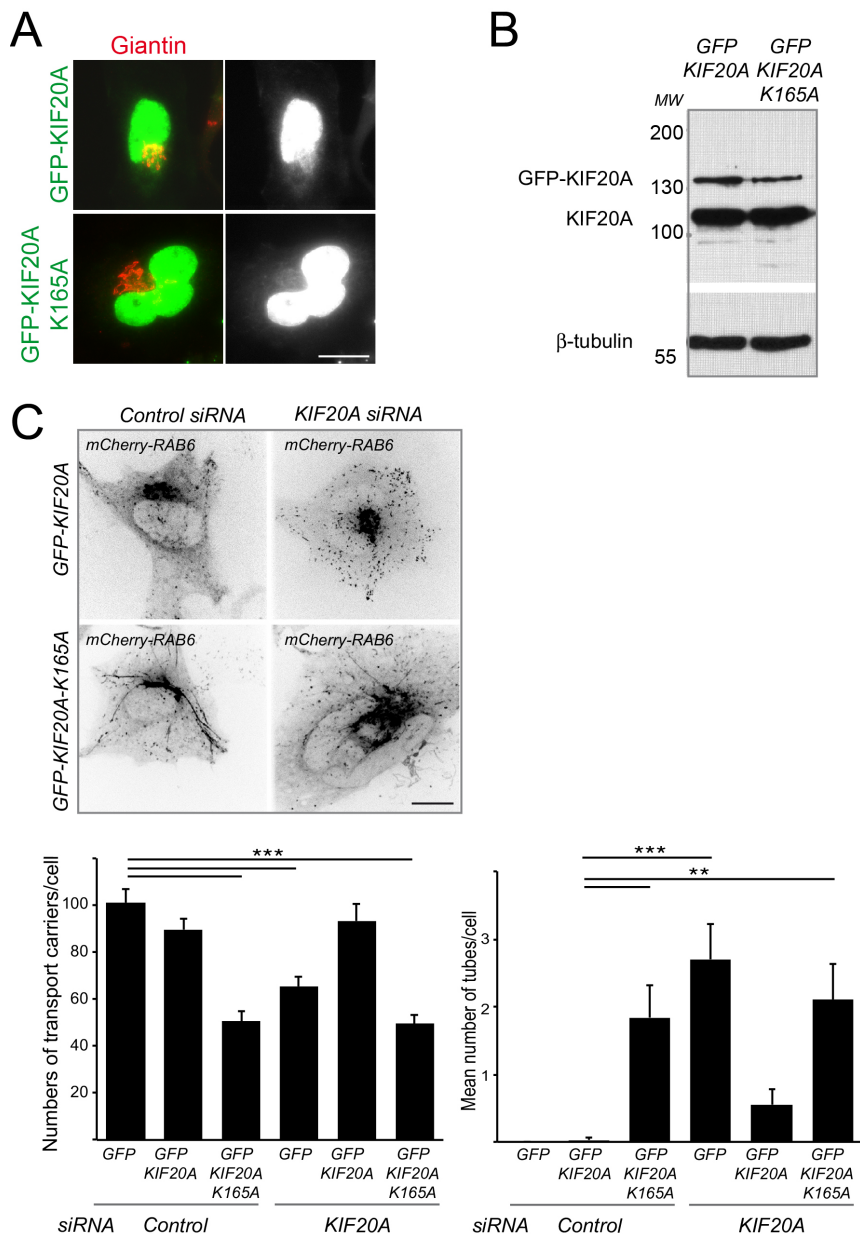 A
Giantin
GFP-KIF20A
GFP-KIF20A
K165A
B
GFP
KIF20A
GFP
KIF20A
K165A
MW
200
GFP-KIF20A
130
KIF20A
100
β-tubulin
55
C
Control siRNA
KIF20A siRNA
GFP-KIF20A
mCherry-RAB6
mCherry-RAB6
GFP-KIF20A-K165A
mCherry-RAB6
mCherry-RAB6
Numbers of transport carriers/cell
***
100
80
60
40
20
GFP
GFP
KIF20A
GFP
KIF20A
K165A
GFP
GFP
KIF20A
GFP
KIF20A
K165A
siRNA
Control
KIF20A
Mean number of tubes/cell
***
**
3
2
1
GFP
GFP
KIF20A
GFP
KIF20A
K165A
GFP
GFP
KIF20A
GFP
KIF20A
K165A
siRNA
Control
KIF20A